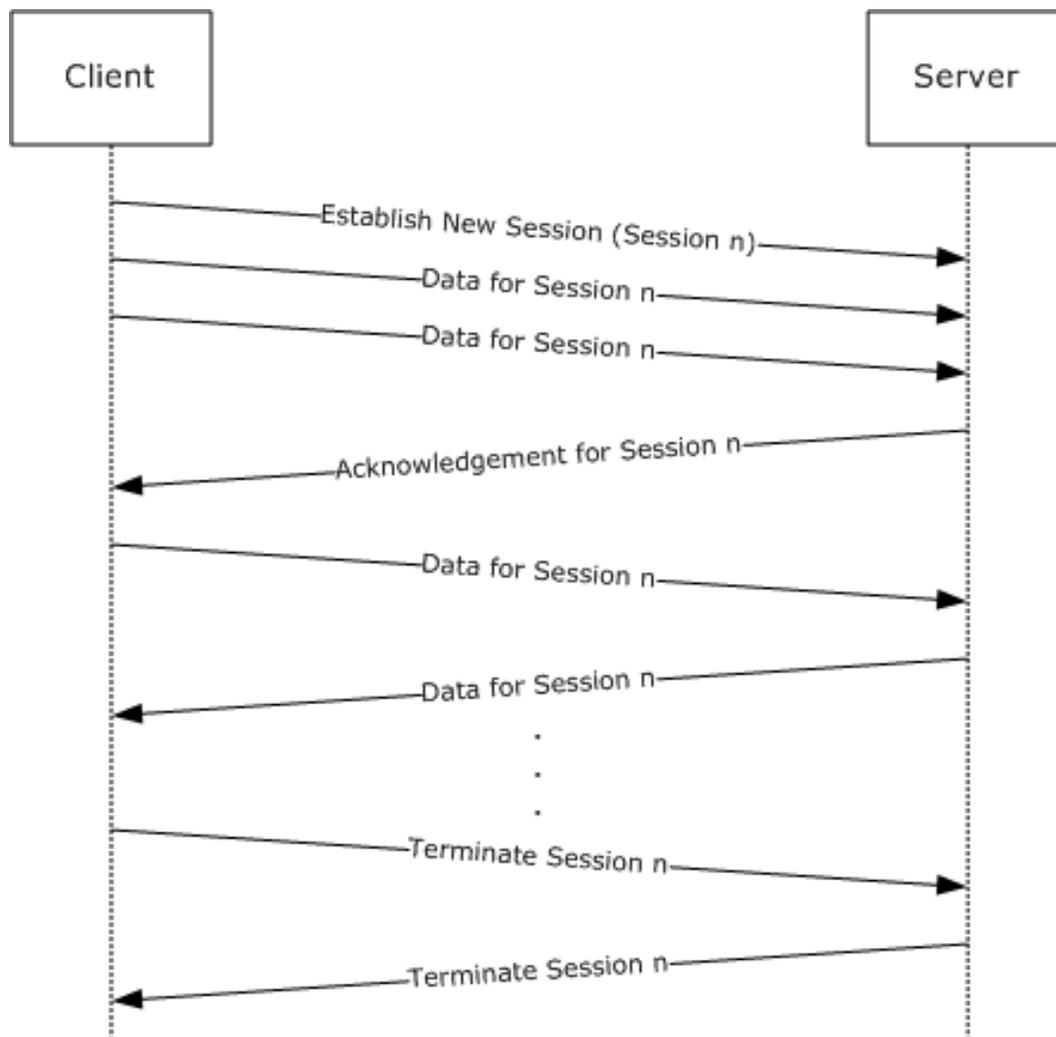 Client
Server
Establish New Session (Session n)
Data for Session n
Data for Session n
Acknowledgement for Session n
Data for Session n
Data for Session n
.
.
.
Terminate Session n
Terminate Session n